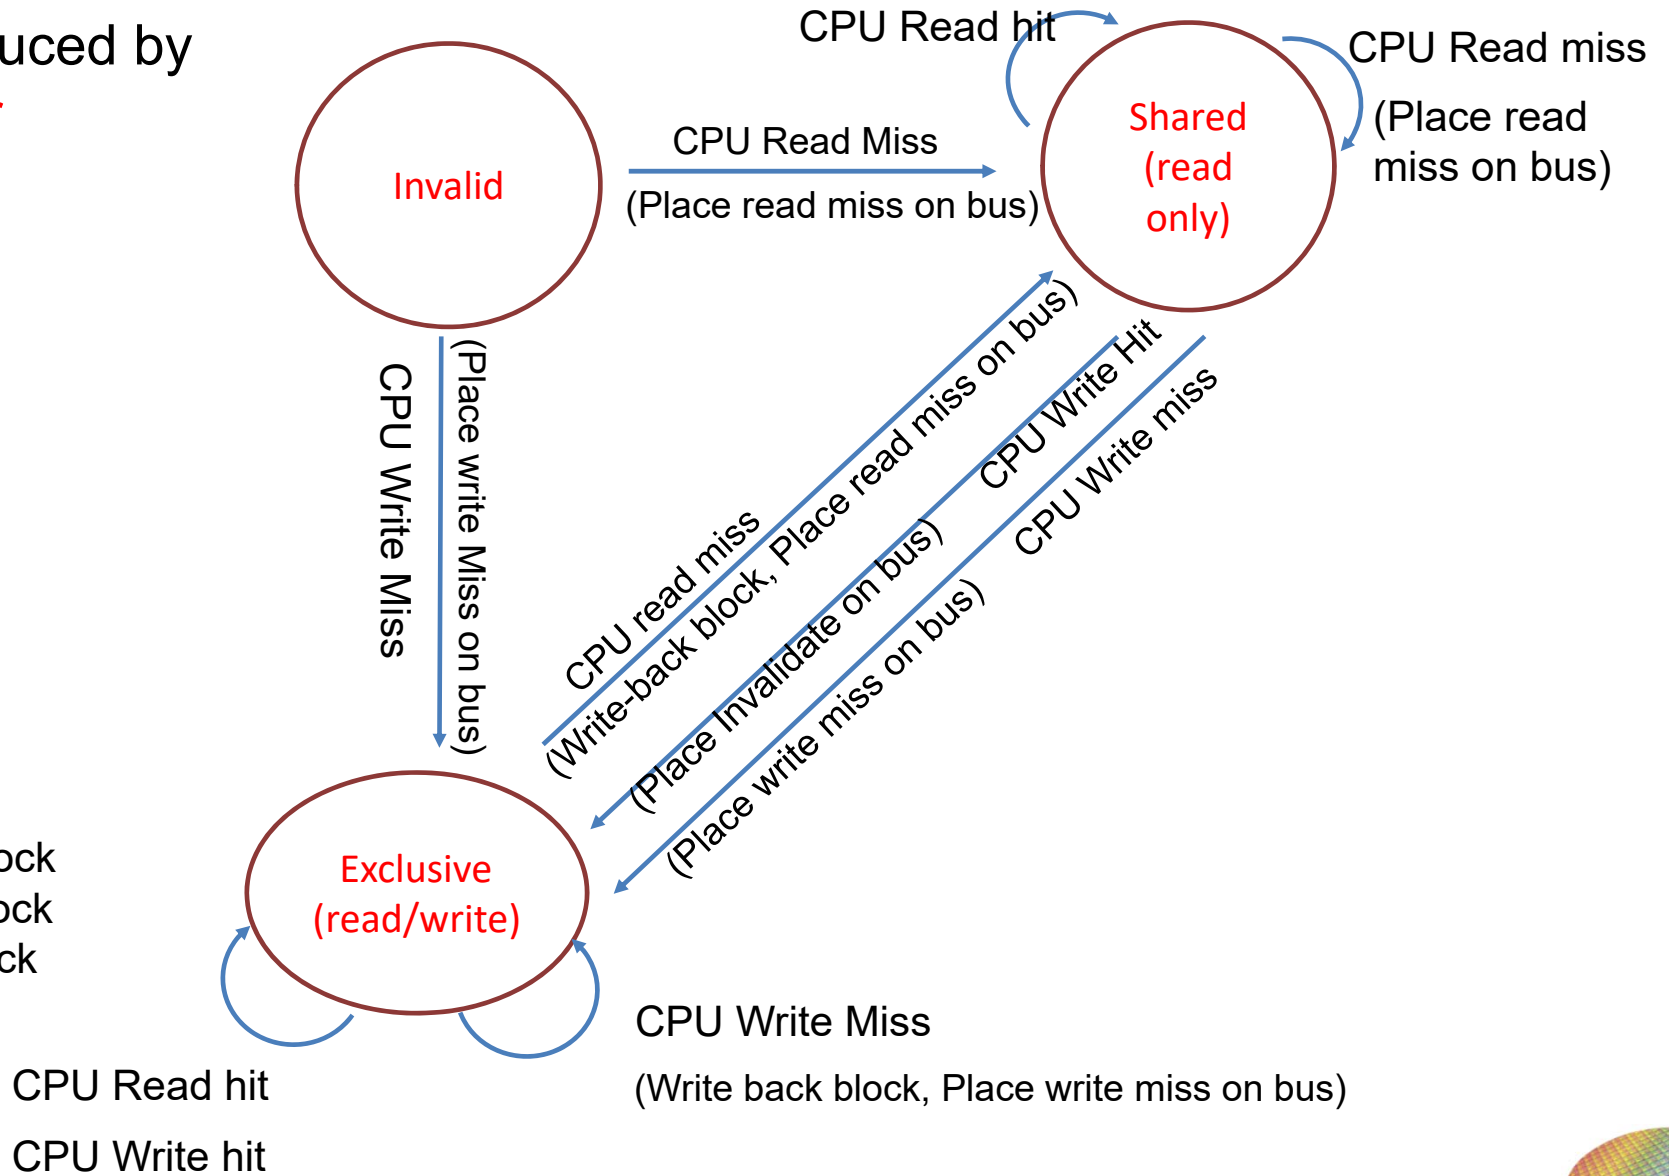 uced by
CPU Read hit
CPU Read miss
(Place read
miss on bus)
Invalid
CPU Read Miss
(Place read miss on bus)
Shared
(read
only)
CPU Write Miss
(Place write Miss on bus)
CPU read miss
(Write-back block, Place read miss on bus)
CPU Write Hit
(Place Invalidate on bus)
CPU Write miss
(Place write miss on bus)
ock
ock
ck
Exclusive
(read/write)
CPU Read hit
CPU Write hit
CPU Write Miss
(Write back block, Place write miss on bus)